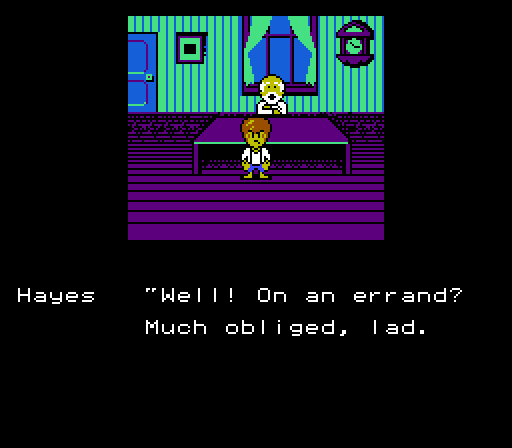 Hayes "Well! On an errand?
Much obliged, lad.